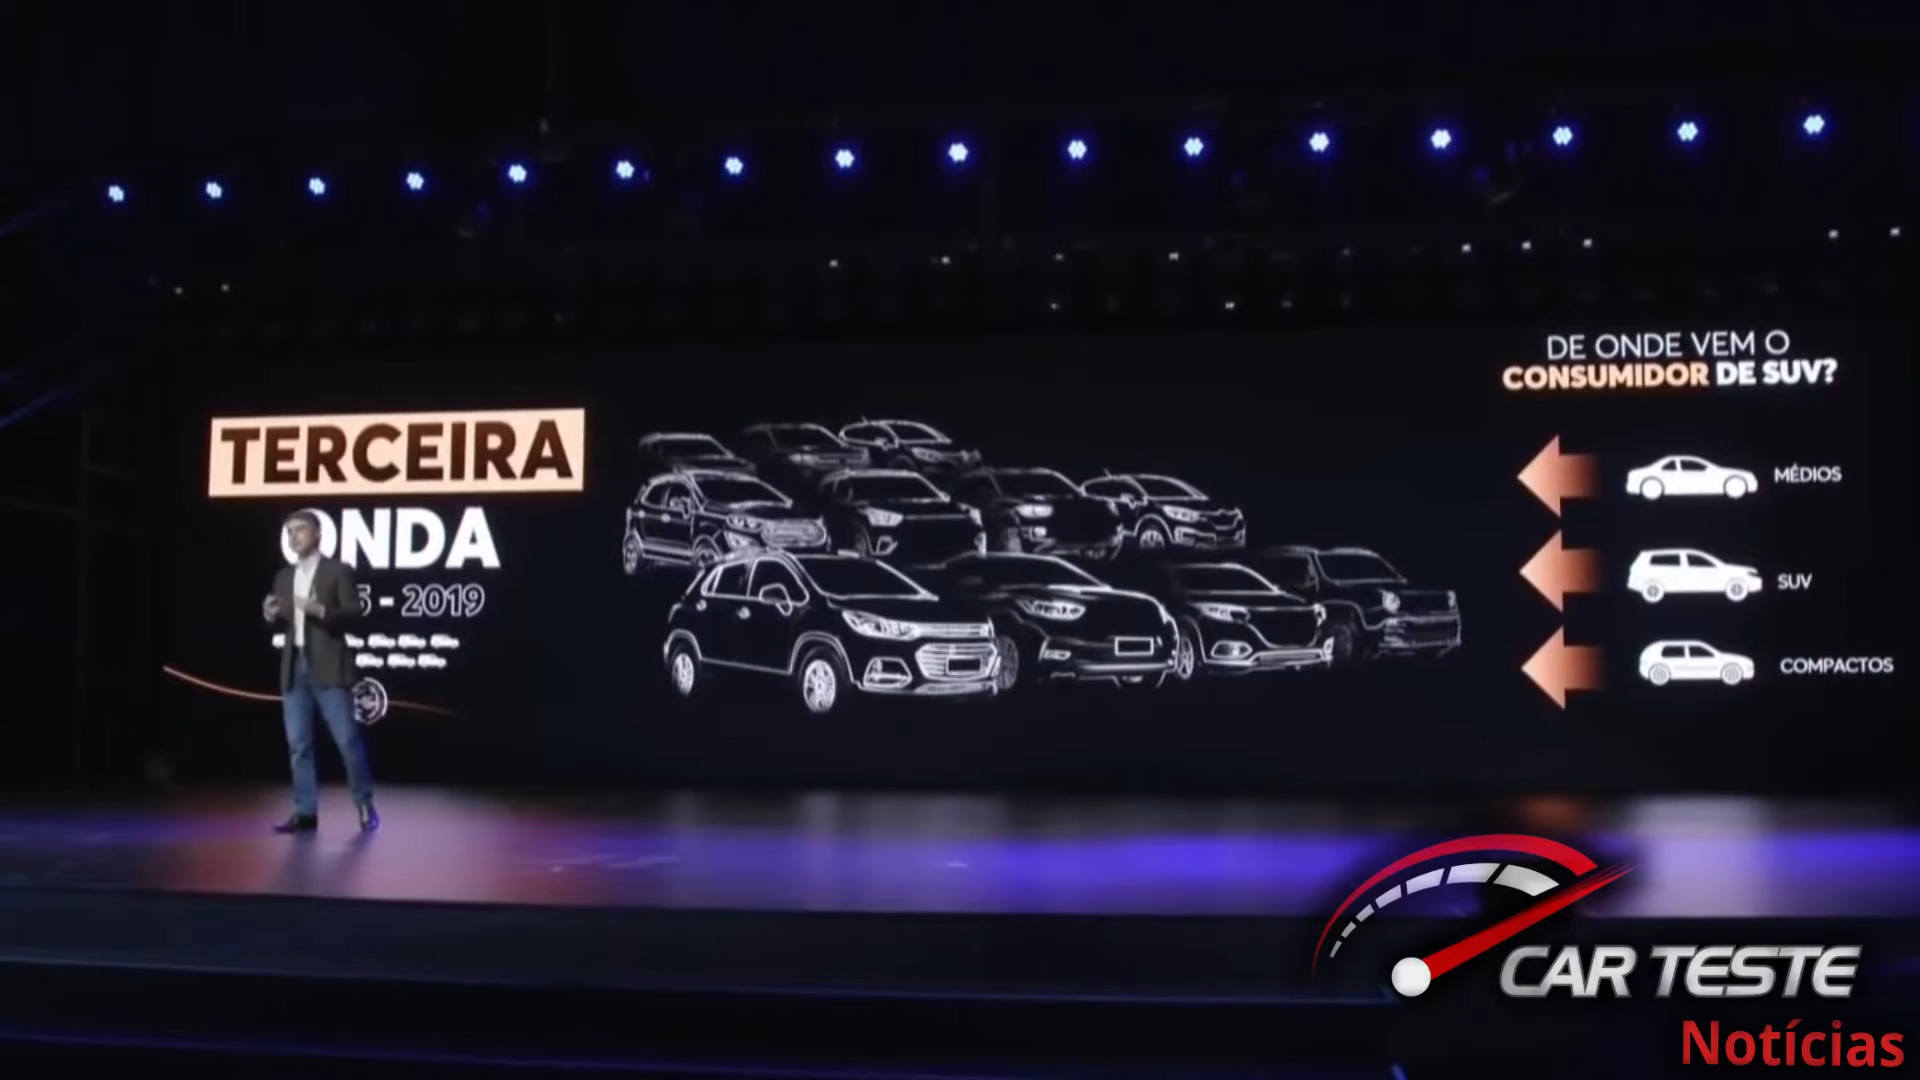 DE ONDE VEM O
CONSUMIDOR DE SUV?
TERCEIRA
ONDA
- 2019
MÉDIOS
SUV
COMPACTOS
CAR TESTE
Notícias